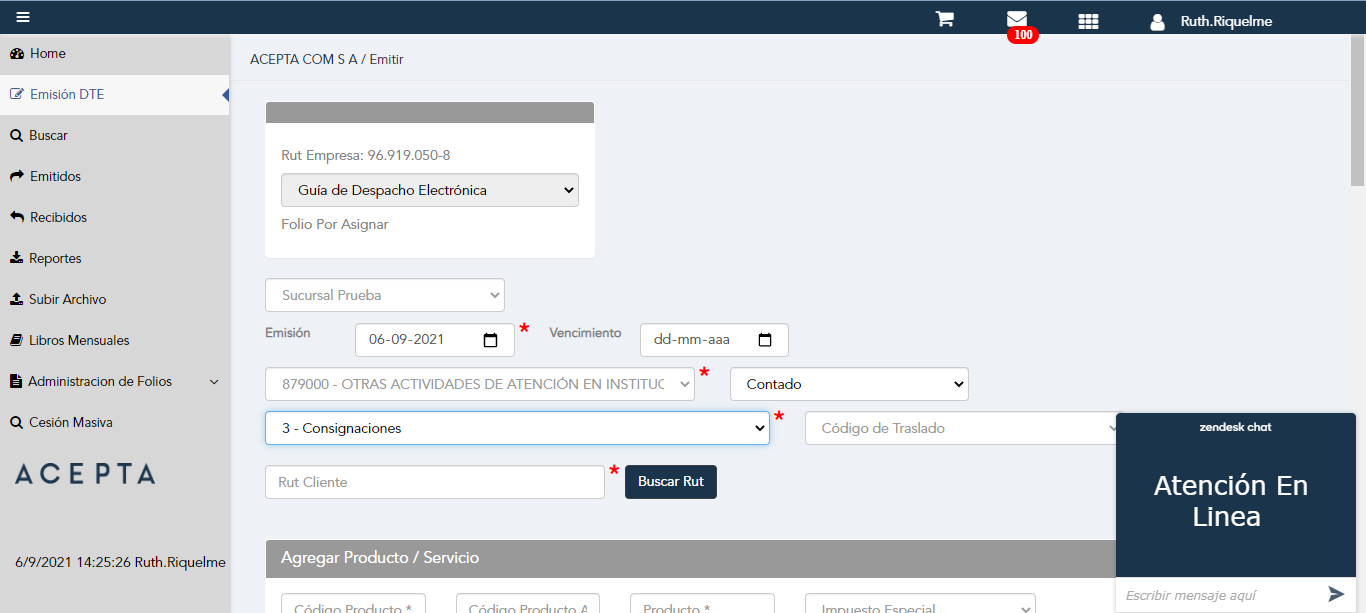 100
Ruth.Riquelme
Home
Emisión DTE
Buscar
Emitidos
Recibidos
Reportes
Subir Archivo
Libros Mensuales
Administracion de Folios
Cesión Masiva
ACEPTA
6/9/2021 14:25:26 Ruth.Riquelme
ACEPTA COM S A / Emitir
Rut Empresa: 96.919.050-8
Guía de Despacho Electrónica
Folio Por Asignar
Sucursal Prueba
Emisión 06-09-2021 * Vencimiento dd-mm-aaa
879000 - OTRAS ACTIVIDADES DE ATENCIÓN EN INSTITUC * Contado
3 - Consignaciones * Código de Traslado
Rut Cliente * Buscar Rut
Agregar Producto / Servicio
Código Producto * Código Producto A Producto * Impuesto Especial
zendesk chat
Atención En
Linea
Escribir mensaje aquí